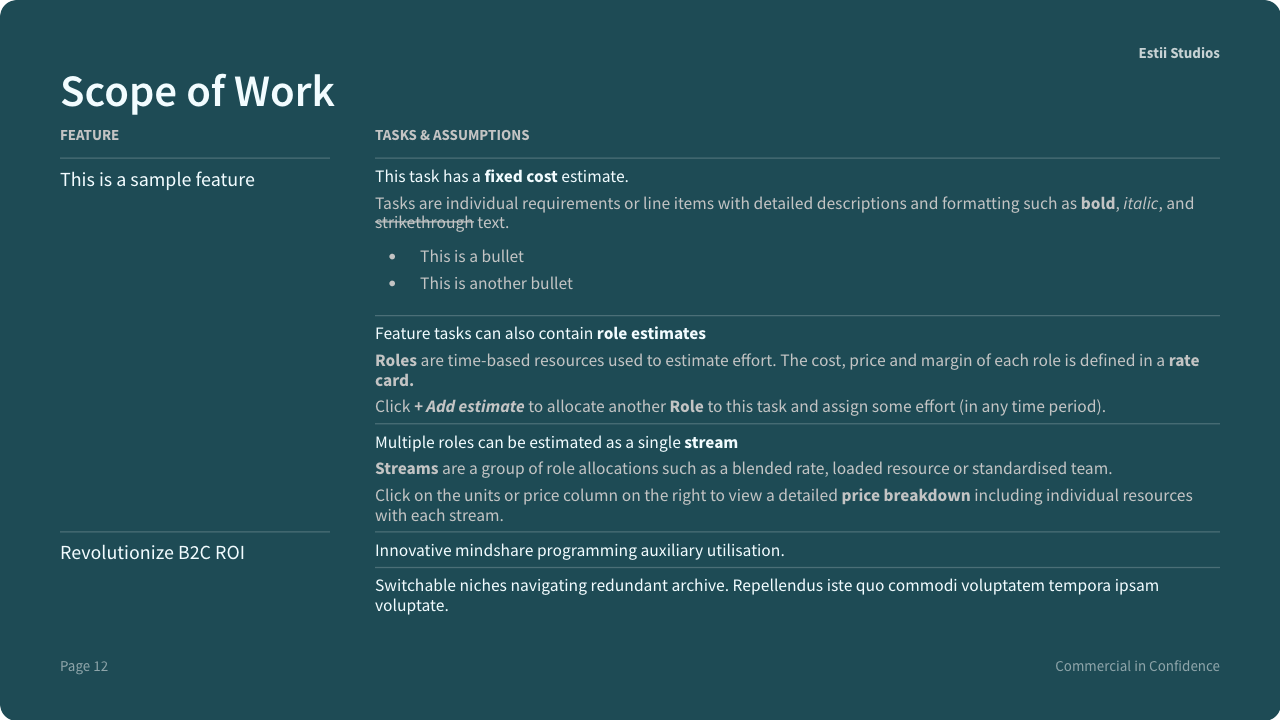 Estii Studios
Scope of Work
FEATURE
TASKS & ASSUMPTIONS
This is a sample feature
This task has a fixed cost estimate.
Tasks are individual requirements or line items with detailed descriptions and formatting such as bold, italic, and
strikethrough text.
• This is a bullet
• This is another bullet
Feature tasks can also contain role estimates
Roles are time-based resources used to estimate effort. The cost, price and margin of each role is defined in a rate
card.
Click + Add estimate to allocate another Role to this task and assign some effort (in any time period).
Multiple roles can be estimated as a single stream
Streams are a group of role allocations such as a blended rate, loaded resource or standardised team.
Click on the units or price column on the right to view a detailed price breakdown including individual resources
with each stream.
Revolutionize B2C ROI
Innovative mindshare programming auxiliary utilisation.
Switchable niches navigating redundant archive. Repellendus iste quo commodi voluptatem tempora ipsam
voluptate.
Page 12
Commercial in Confidence